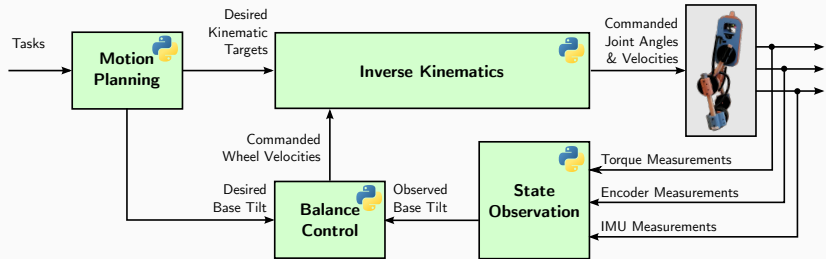 Tasks
Motion
Planning
Desired
Kinematic
Targets
Inverse Kinematics
Commanded
Joint Angles
& Velocities
Commanded
Wheel Velocities
Desired
Base Tilt
Balance
Control
Observed
Base Tilt
State
Observation
Torque Measurements
Encoder Measurements
IMU Measurements